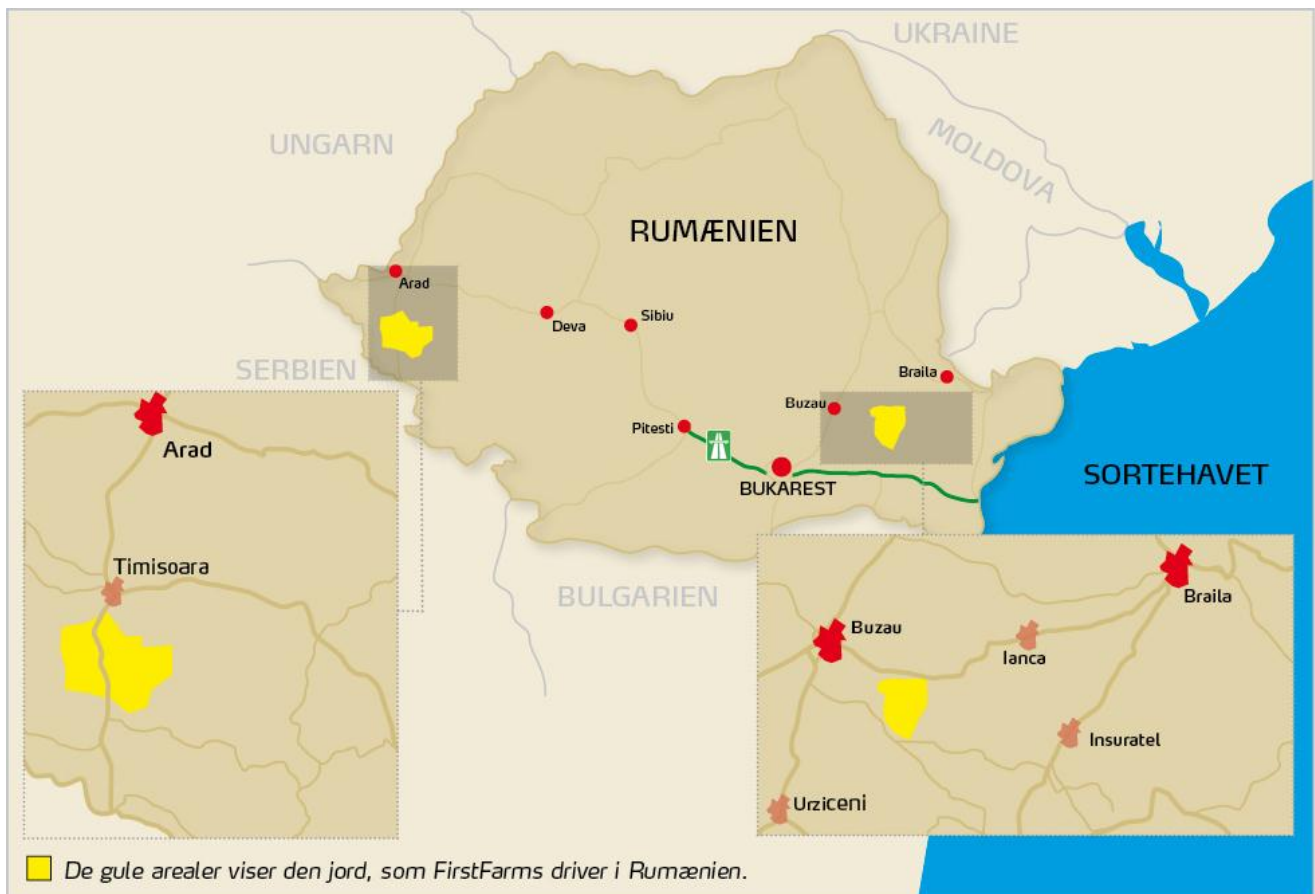 UKRAINE
UNGARN
MOLDOVA
RUMÆNIEN
Arad
Deva
Sibiu
SERBIEN
Braila
Buzau
Pitesti
BUKAREST
SORTEHAVET
BULGARIEN
Arad
Timisoara
Braila
Buzau
Ianca
Insuratel
Urziceni
De gule arealer viser den jord, som FirstFarms driver i Rumænien.